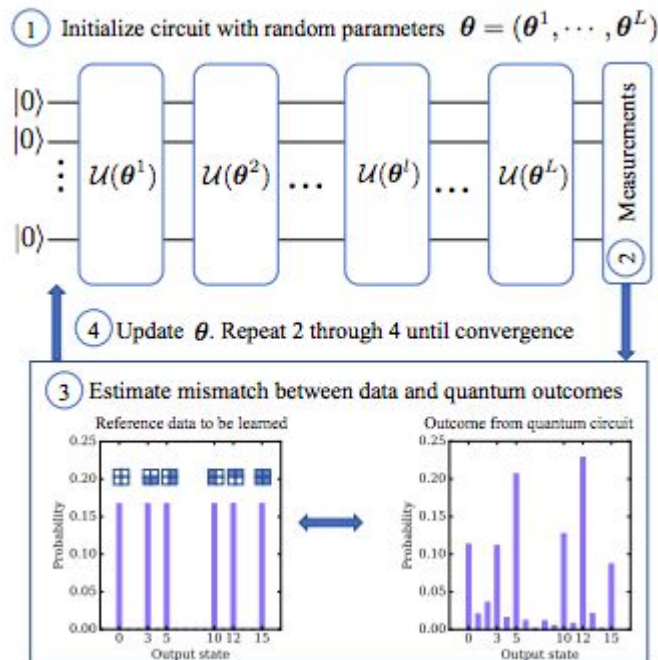 1 Initialize circuit with random parameters θ = (θ¹, ⋯ , θᴸ)
|0⟩
|0⟩
⋮
|0⟩
U(θ¹)
U(θ²)
...
U(θˡ)
...
U(θᴸ)
2 Measurements
4 Update θ. Repeat 2 through 4 until convergence
3 Estimate mismatch between data and quantum outcomes
Reference data to be learned
Probability
0.25
0.20
0.15
0.10
0.05
0.00
0 3 5 10 12 15
Output state
Outcome from quantum circuit
Probability
0.25
0.20
0.15
0.10
0.05
0.00
0 3 5 10 12 15
Output state